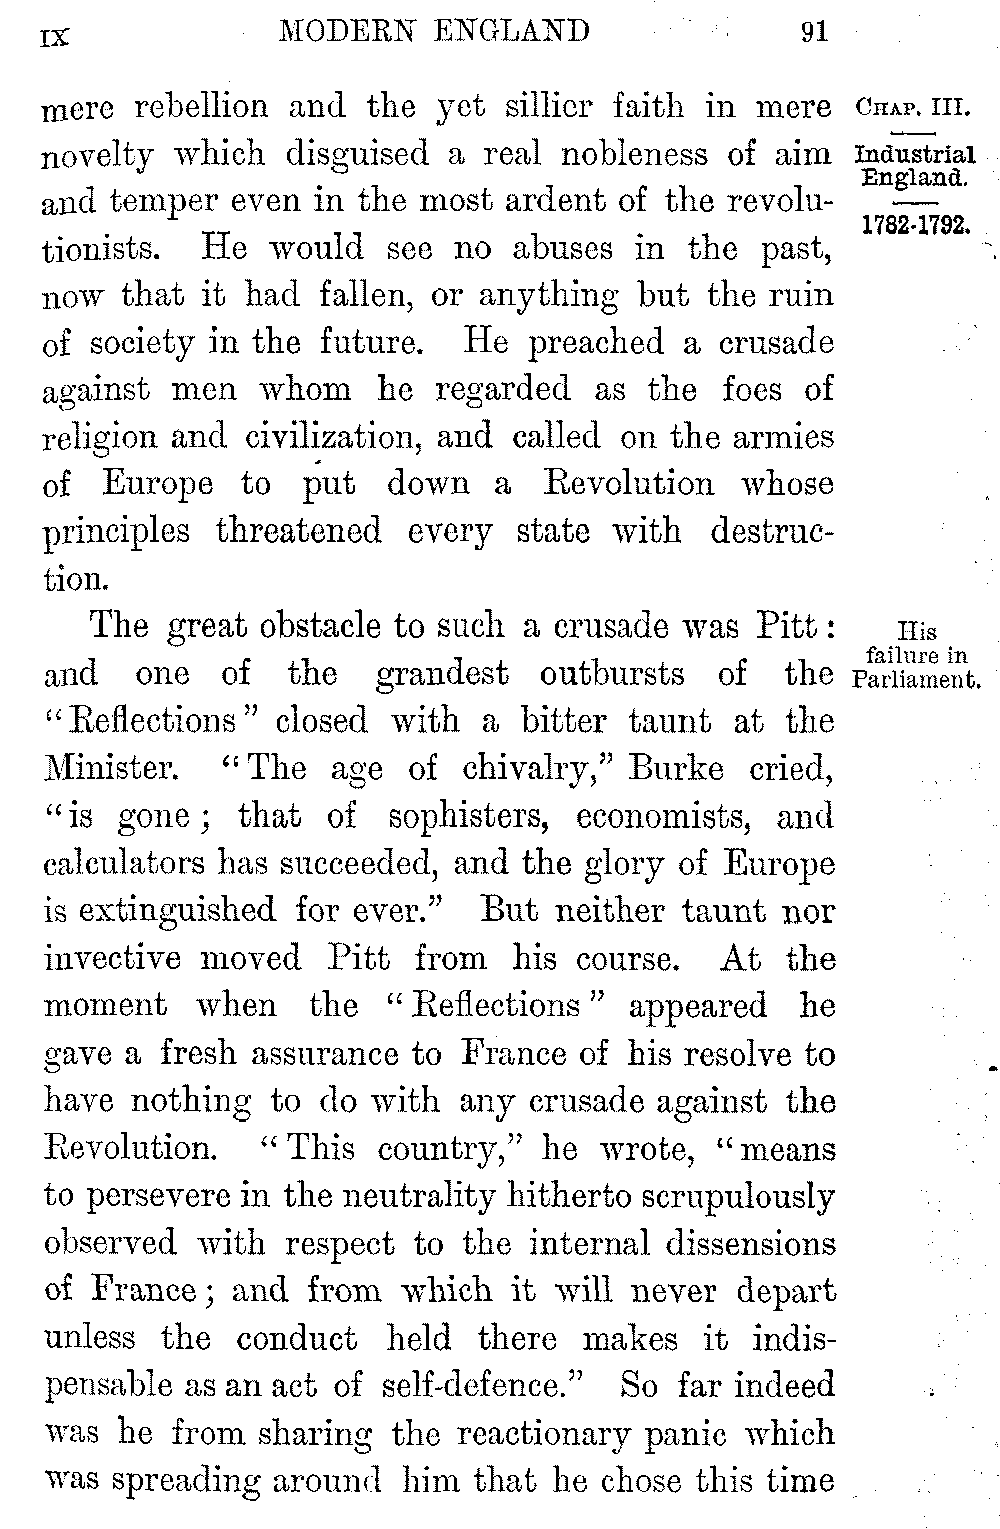 IX MODERN ENGLAND 91
mere rebellion and the yet sillier faith in mere
novelty which disguised a real nobleness of aim
and temper even in the most ardent of the revolu-
tionists. He would see no abuses in the past,
now that it had fallen, or anything but the ruin
of society in the future. He preached a crusade
against men whom he regarded as the foes of
religion and civilization, and called on the armies
of Europe to put down a Revolution whose
principles threatened every state with destruc-
tion.
CHAP. III.
Industrial
England.
1782-1792.
The great obstacle to such a crusade was Pitt :
and one of the grandest outbursts of the
"Reflections" closed with a bitter taunt at the
Minister. "The age of chivalry," Burke cried,
"is gone ; that of sophisters, economists, and
calculators has succeeded, and the glory of Europe
is extinguished for ever." But neither taunt nor
invective moved Pitt from his course. At the
moment when the "Reflections" appeared he
gave a fresh assurance to France of his resolve to
have nothing to do with any crusade against the
Revolution. "This country," he wrote, "means
to persevere in the neutrality hitherto scrupulously
observed with respect to the internal dissensions
of France ; and from which it will never depart
unless the conduct held there makes it indis-
pensable as an act of self-defence." So far indeed
was he from sharing the reactionary panic which
was spreading around him that he chose this time
His
failure in
Parliament.